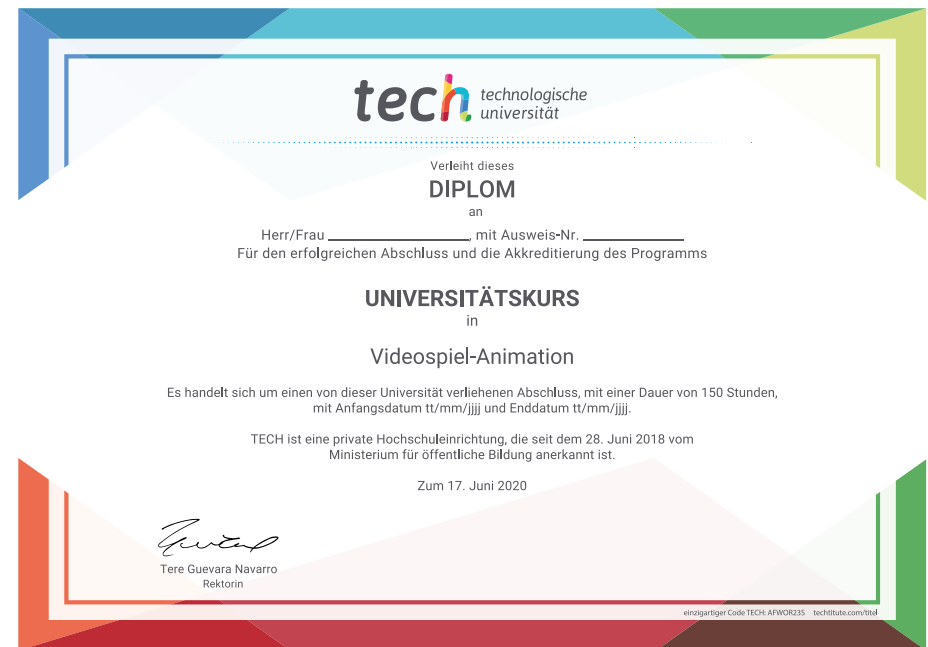 tech technologische
universität
Verleiht dieses
DIPLOM
an
Herr/Frau ____________, mit Ausweis-Nr. ____________
Für den erfolgreichen Abschluss und die Akkreditierung des Programms
UNIVERSITÄTSKURS
in
Videospiel-Animation
Es handelt sich um einen von dieser Universität verliehenen Abschluss, mit einer Dauer von 150 Stunden,
mit Anfangsdatum tt/mm/jjjj und Enddatum tt/mm/jjjj.
TECH ist eine private Hochschuleinrichtung, die seit dem 28. Juni 2018 vom
Ministerium für öffentliche Bildung anerkannt ist.
Zum 17. Juni 2020
Tere Guevara Navarro
Rektorin
einzigartiger Code TECH: AFWOR23S techtitute.com/titel